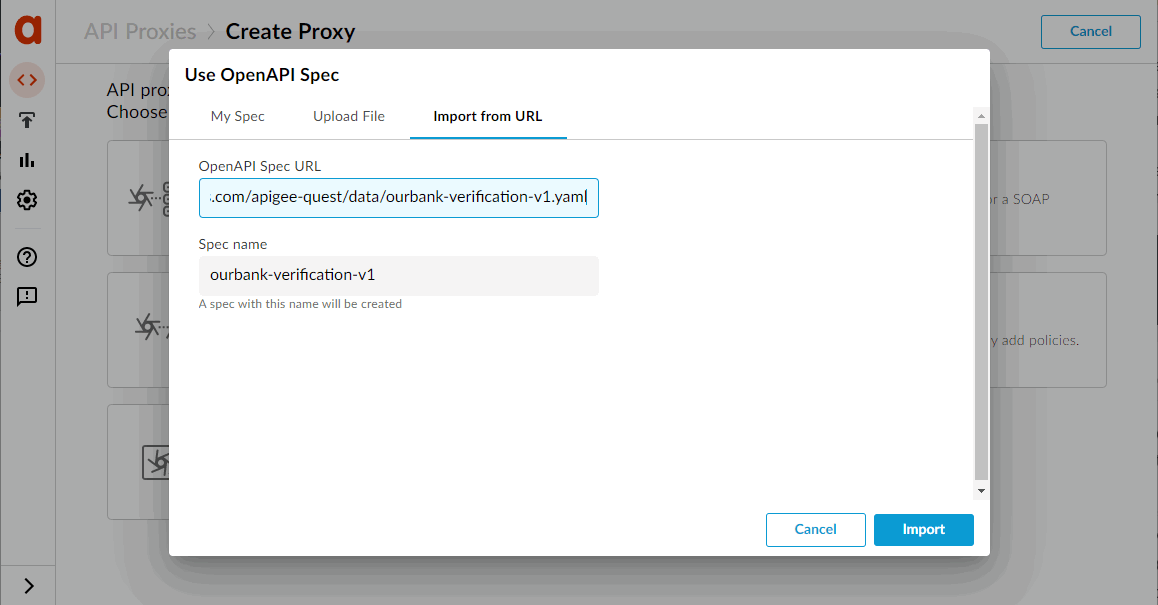 API Proxies > Create Proxy
Cancel
API
Choose
Use OpenAPI Spec
My Spec
Upload File
Import from URL
OpenAPI Spec URL
.com/apigee-quest/data/ourbank-verification-v1.yaml
Spec name
ourbank-verification-v1
A spec with this name will be created
a SOAP
add policies.
Cancel
Import